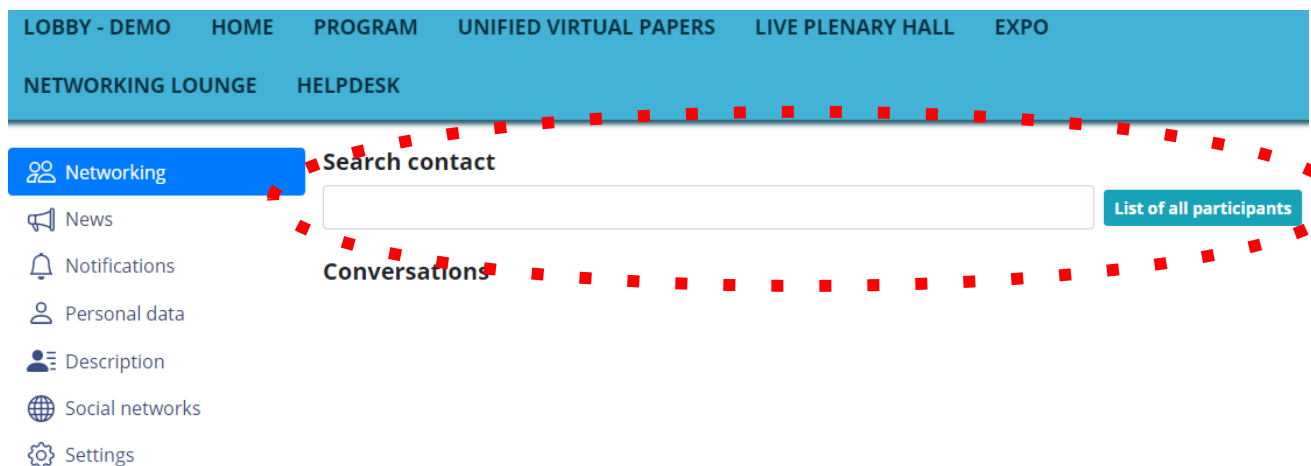 LOBBY - DEMO HOME PROGRAM UNIFIED VIRTUAL PAPERS LIVE PLENARY HALL EXPO
NETWORKING LOUNGE HELPDESK
Networking
News
Notifications
Personal data
Description
Social networks
Settings
Search contact
List of all participants
Conversations